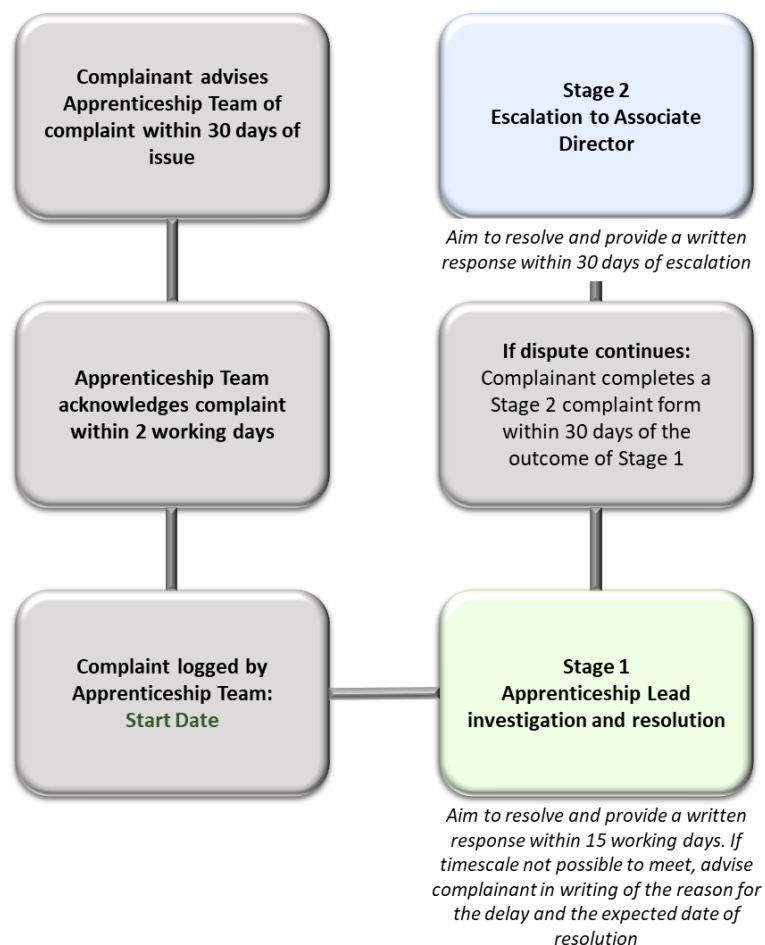 Complainant advises
Apprenticeship Team of
complaint within 30 days of
issue
Apprenticeship Team
acknowledges complaint
within 2 working days
Complaint logged by
Apprenticeship Team:
Start Date
Stage 1
Apprenticeship Lead
investigation and resolution
Aim to resolve and provide a written
response within 15 working days. If
timescale not possible to meet, advise
complainant in writing of the reason for
the delay and the expected date of
resolution
If dispute continues:
Complainant completes a
Stage 2 complaint form
within 30 days of the
outcome of Stage 1
Stage 2
Escalation to Associate
Director
Aim to resolve and provide a written
response within 30 days of escalation